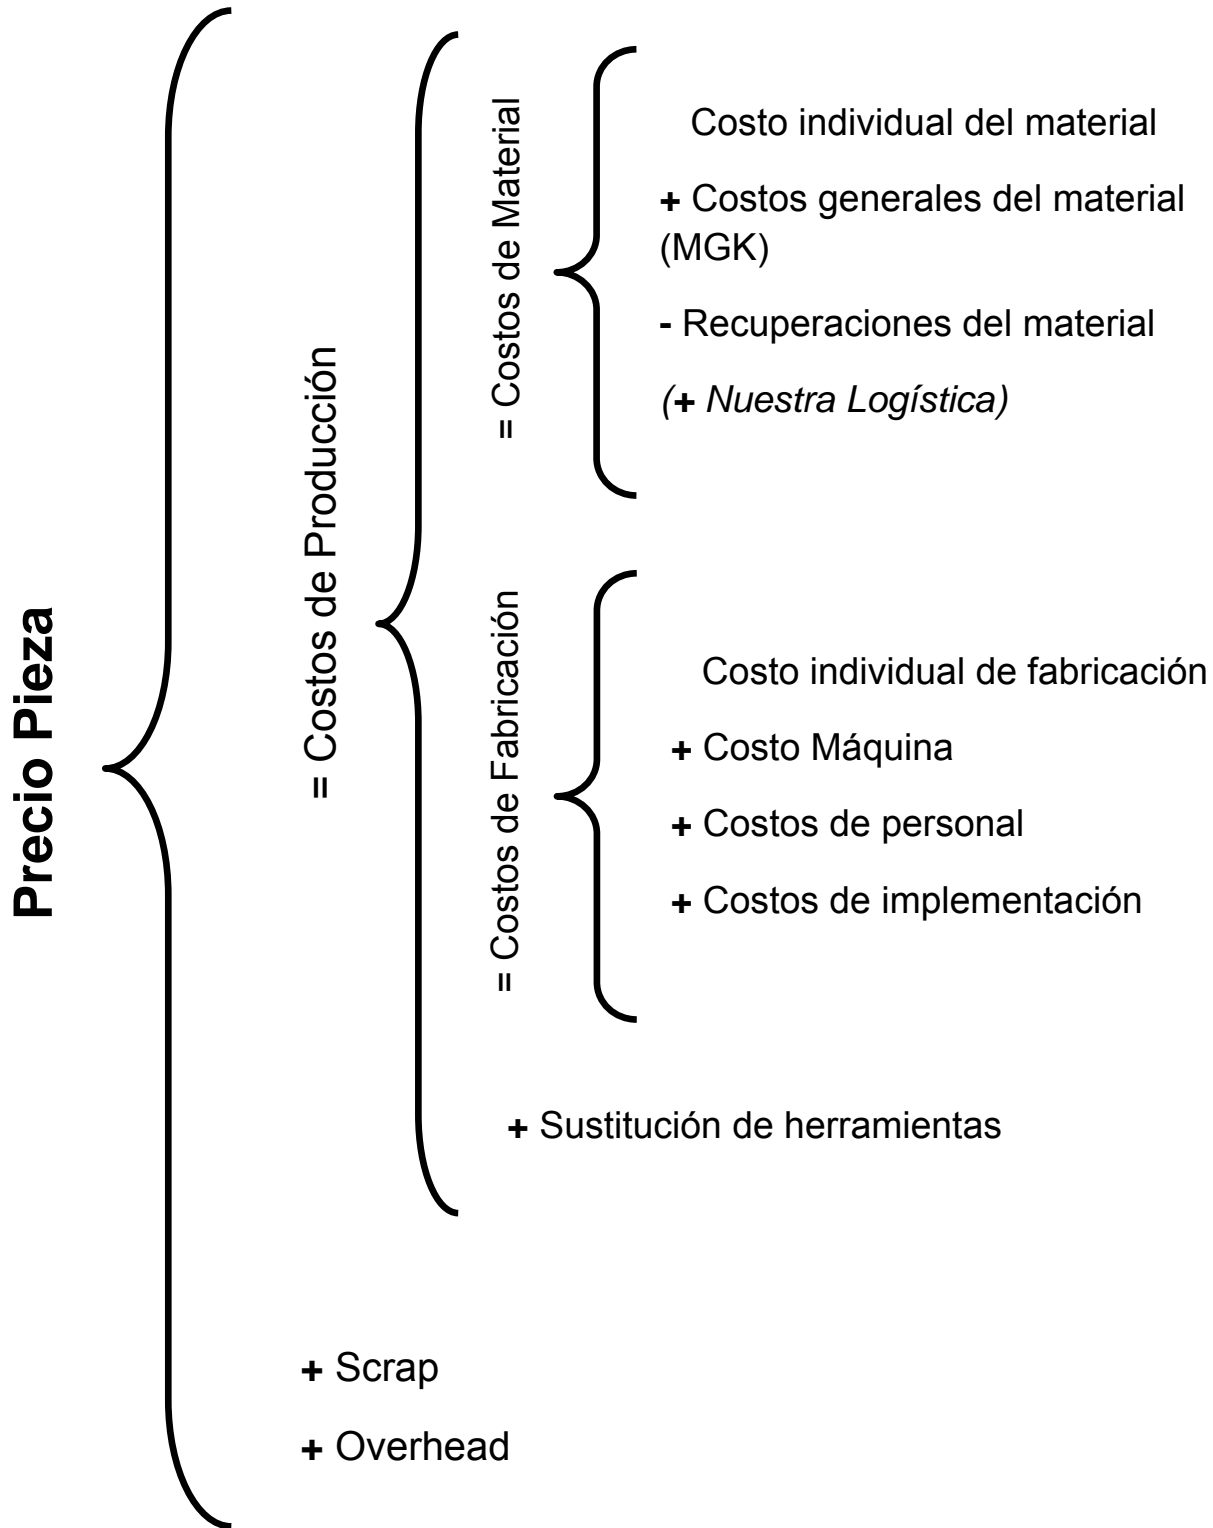 Precio Pieza
= Costos de Producción
= Costos de Material
Costo individual del material
+ Costos generales del material
(MGK)
- Recuperaciones del material
(+ Nuestra Logística)
= Costos de Fabricación
Costo individual de fabricación
+ Costo Máquina
+ Costos de personal
+ Costos de implementación
+ Sustitución de herramientas
+ Scrap
+ Overhead